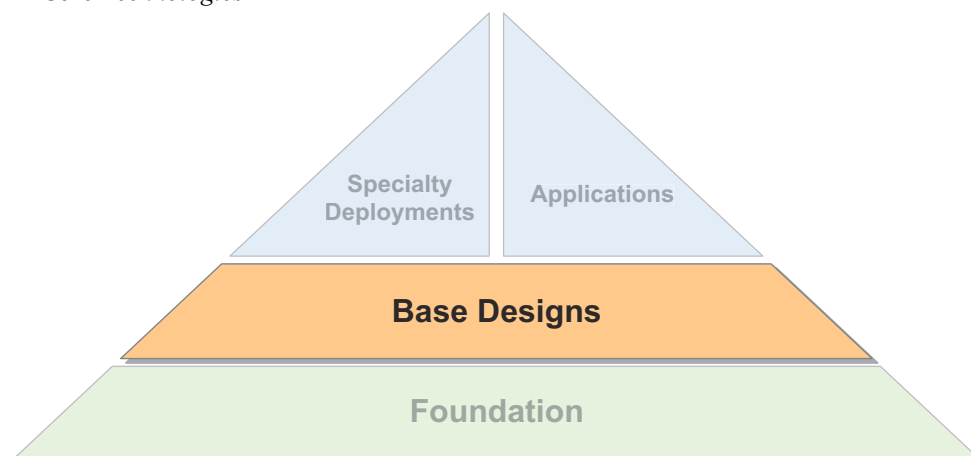 Specialty
Deployments
Applications
Base Designs
Foundation